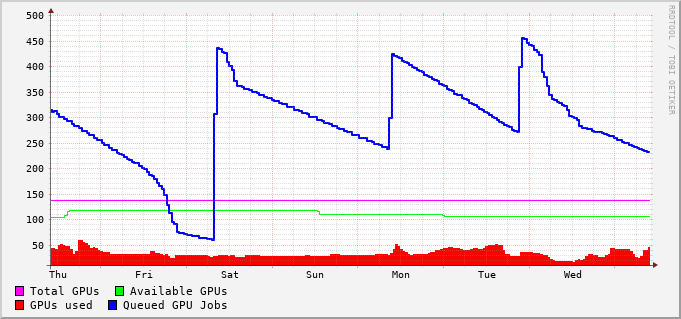 500
450
400
350
300
250
200
150
100
50
Thu Fri Sat Sun Mon Tue Wed
Total GPUs Available GPUs
GPUs used Queued GPU Jobs
RRDTOOL / TOBI OETIKER